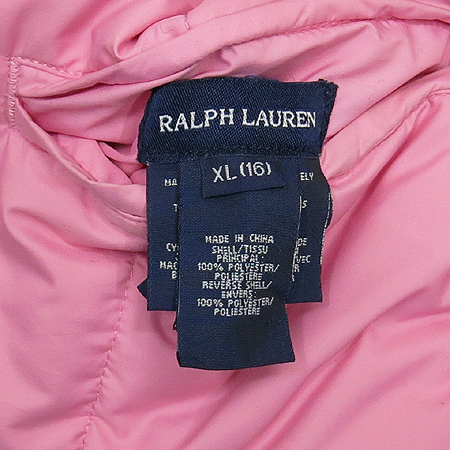 RALPH LAUREN
XL (16)
MADE IN CHINA
SHELL/TISSU
PRINCIPAL:
100% POLYESTER/
POLIESTERE
REVERSE SHELL/
ENVERS:
100% POLYESTER/
POLIESTERE